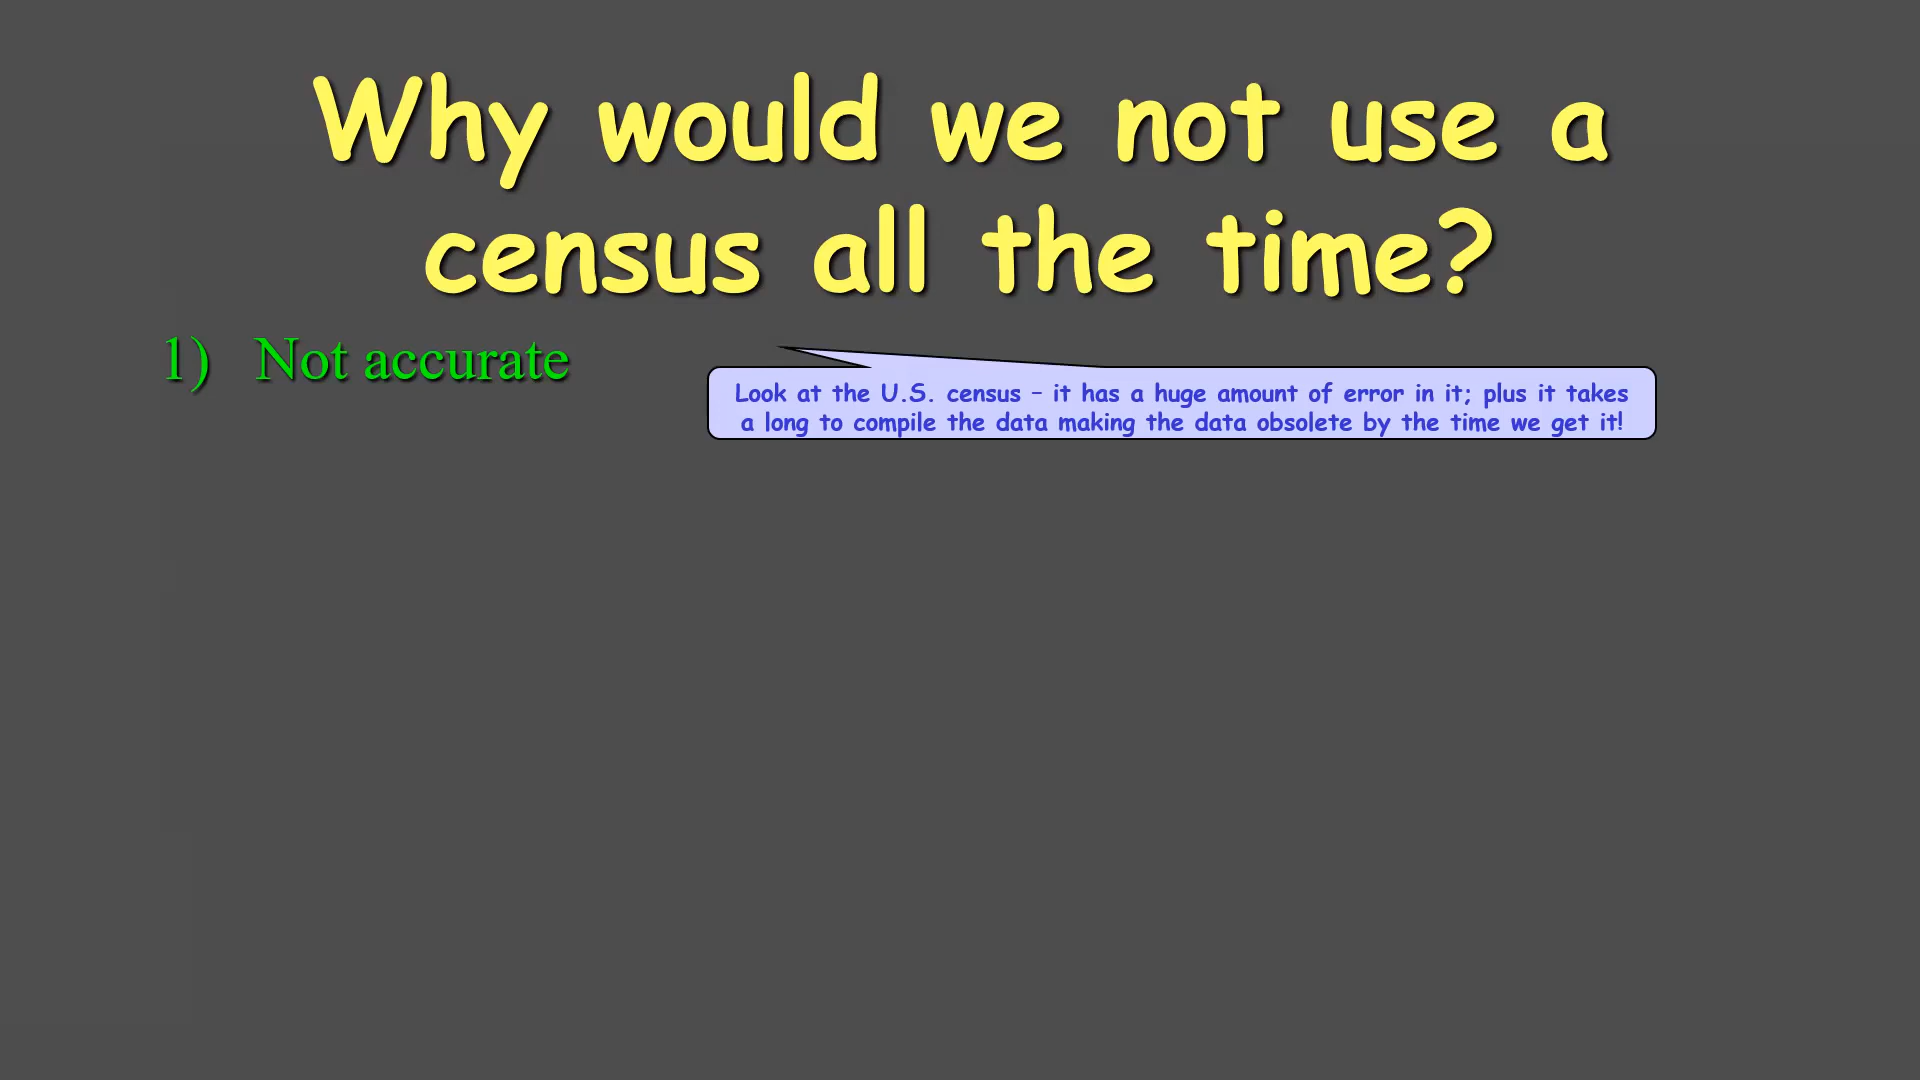 Why would we not use a
census all the time?
1) Not accurate
Look at the U.S. census – it has a huge amount of error in it; plus it takes
a long to compile the data making the data obsolete by the time we get it!